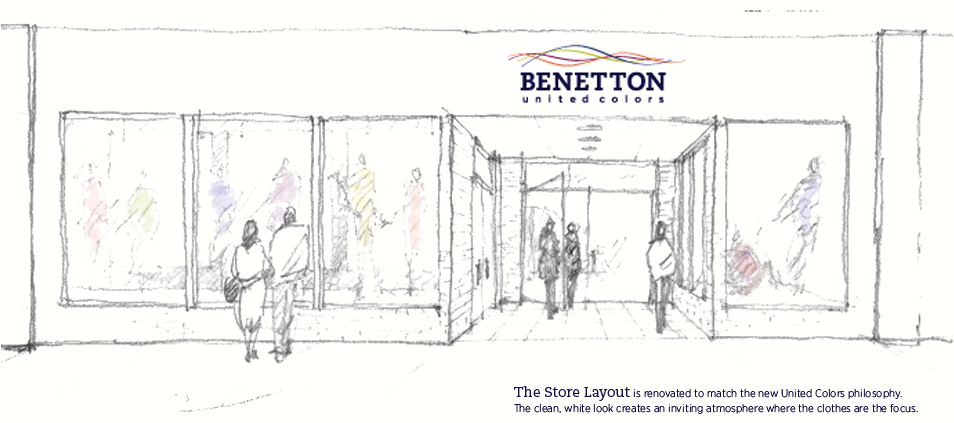 BENETTON
united colors
The Store Layout is renovated to match the new United Colors philosophy.
The clean, white look creates an inviting atmosphere where the clothes are the focus.